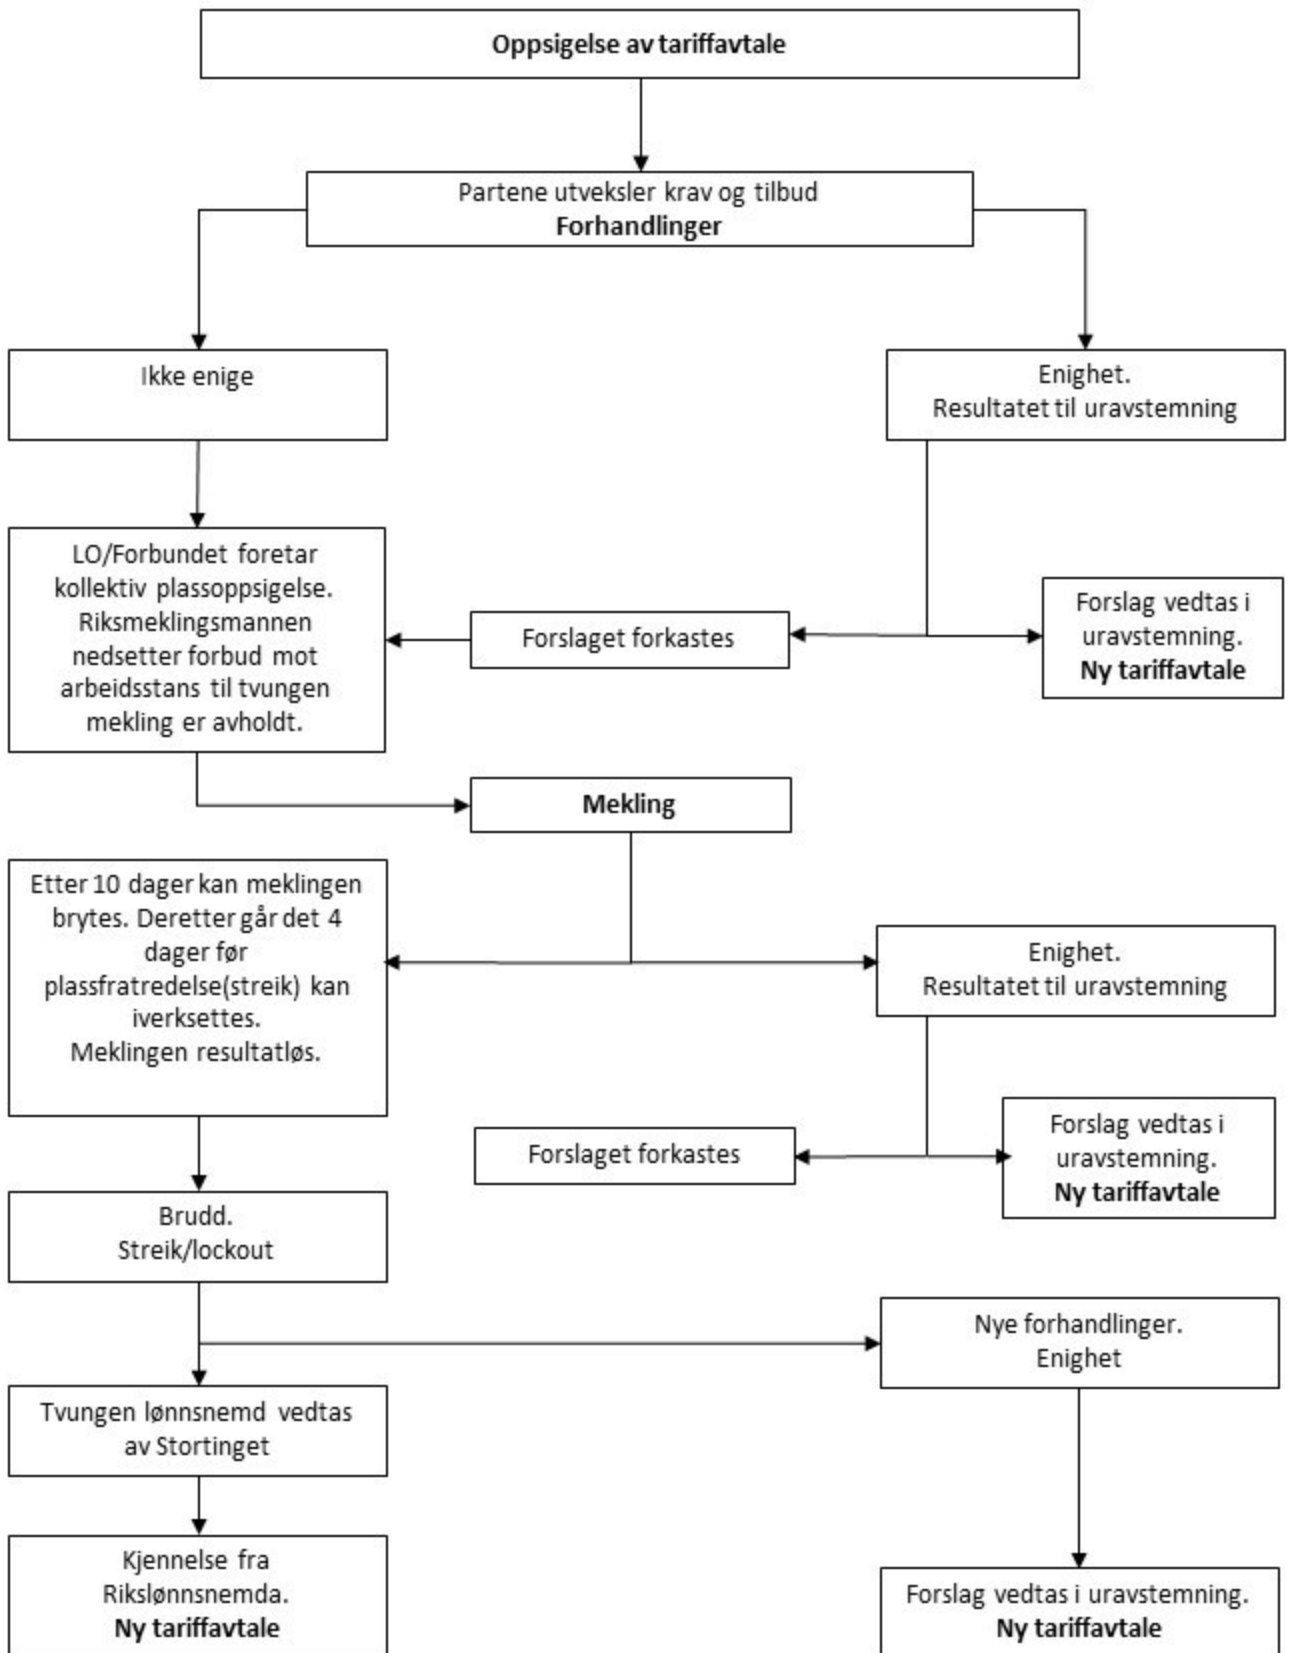 Oppsigelse av tariffavtale
Partene utveksler krav og tilbud
Forhandlinger
Ikke enige
Enighet.
Resultatet til uravstemning
LO/Forbundet foretar
kollektiv plassoppsigelse.
Riksmeklingsmannen
nedsetter forbud mot
arbeidsstans til tvungen
mekling er avholdt.
Forslaget forkastes
Forslag vedtas i
uravstemning.
Ny tariffavtale
Mekling
Etter 10 dager kan meklingen
brytes. Deretter går det 4
dager før
plassfratredelse(streik) kan
iverksettes.
Meklingen resultatløs.
Enighet.
Resultatet til uravstemning
Forslaget forkastes
Forslag vedtas i
uravstemning.
Ny tariffavtale
Brudd.
Streik/lockout
Nye forhandlinger.
Enighet
Tvungen lønnsnemd vedtas
av Stortinget
Kjennelse fra
Rikslønnsnemda.
Ny tariffavtale
Forslag vedtas i uravstemning.
Ny tariffavtale